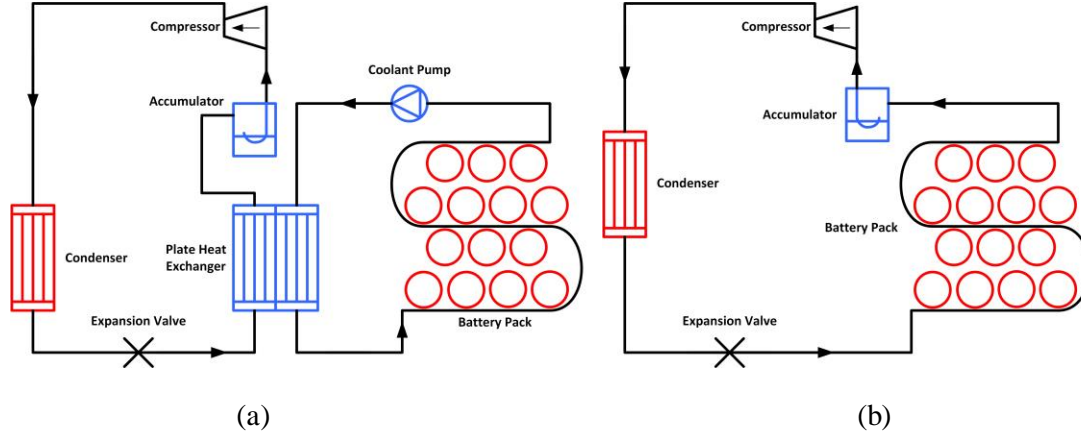 Compressor
Coolant Pump
Accumulator
Condenser
Plate Heat
Exchanger
Expansion Valve
Battery Pack
(a)
Compressor
Accumulator
Condenser
Battery Pack
Expansion Valve
(b)